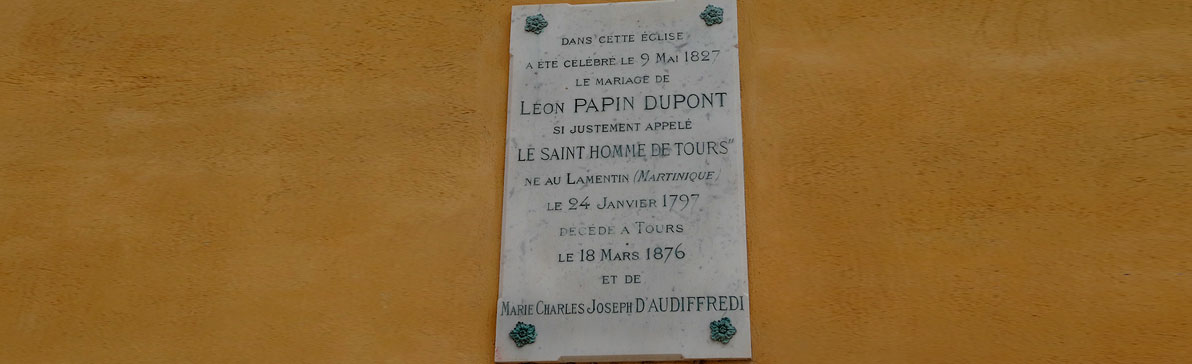 DANS CETTE ÉGLISE
A ÉTÉ CÉLÉBRÉ LE 9 MAI 1827
LE MARIAGE DE
LÉON PAPIN DUPONT
SI JUSTEMENT APPELÉ
LE SAINT HOMME DE TOURS"
NE AU LAMENTIN (MARTINIQUE)
LE 24 JANVIER 1797
DECEDE A TOURS
LE 18 MARS 1876
ET DE
MARIE CHARLES JOSEPH D'AUDIFFREDI